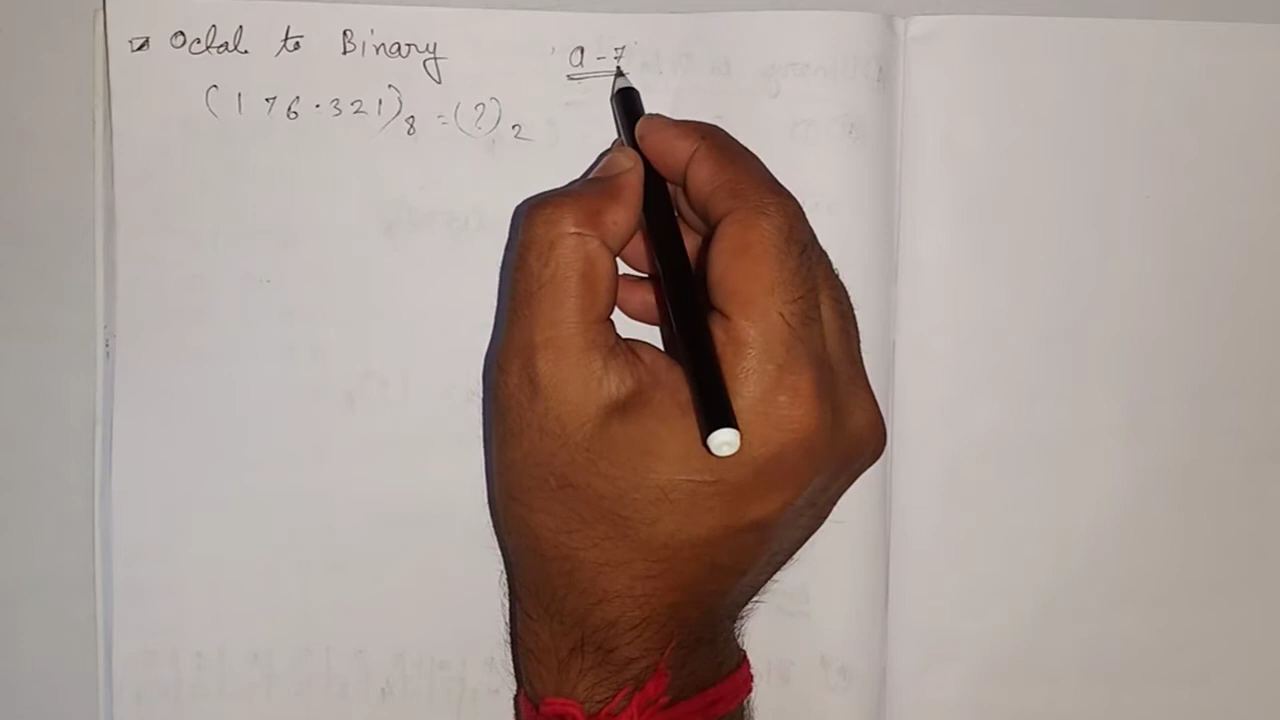 Octal to Binary
0-7
(176.321)8 = (?)2